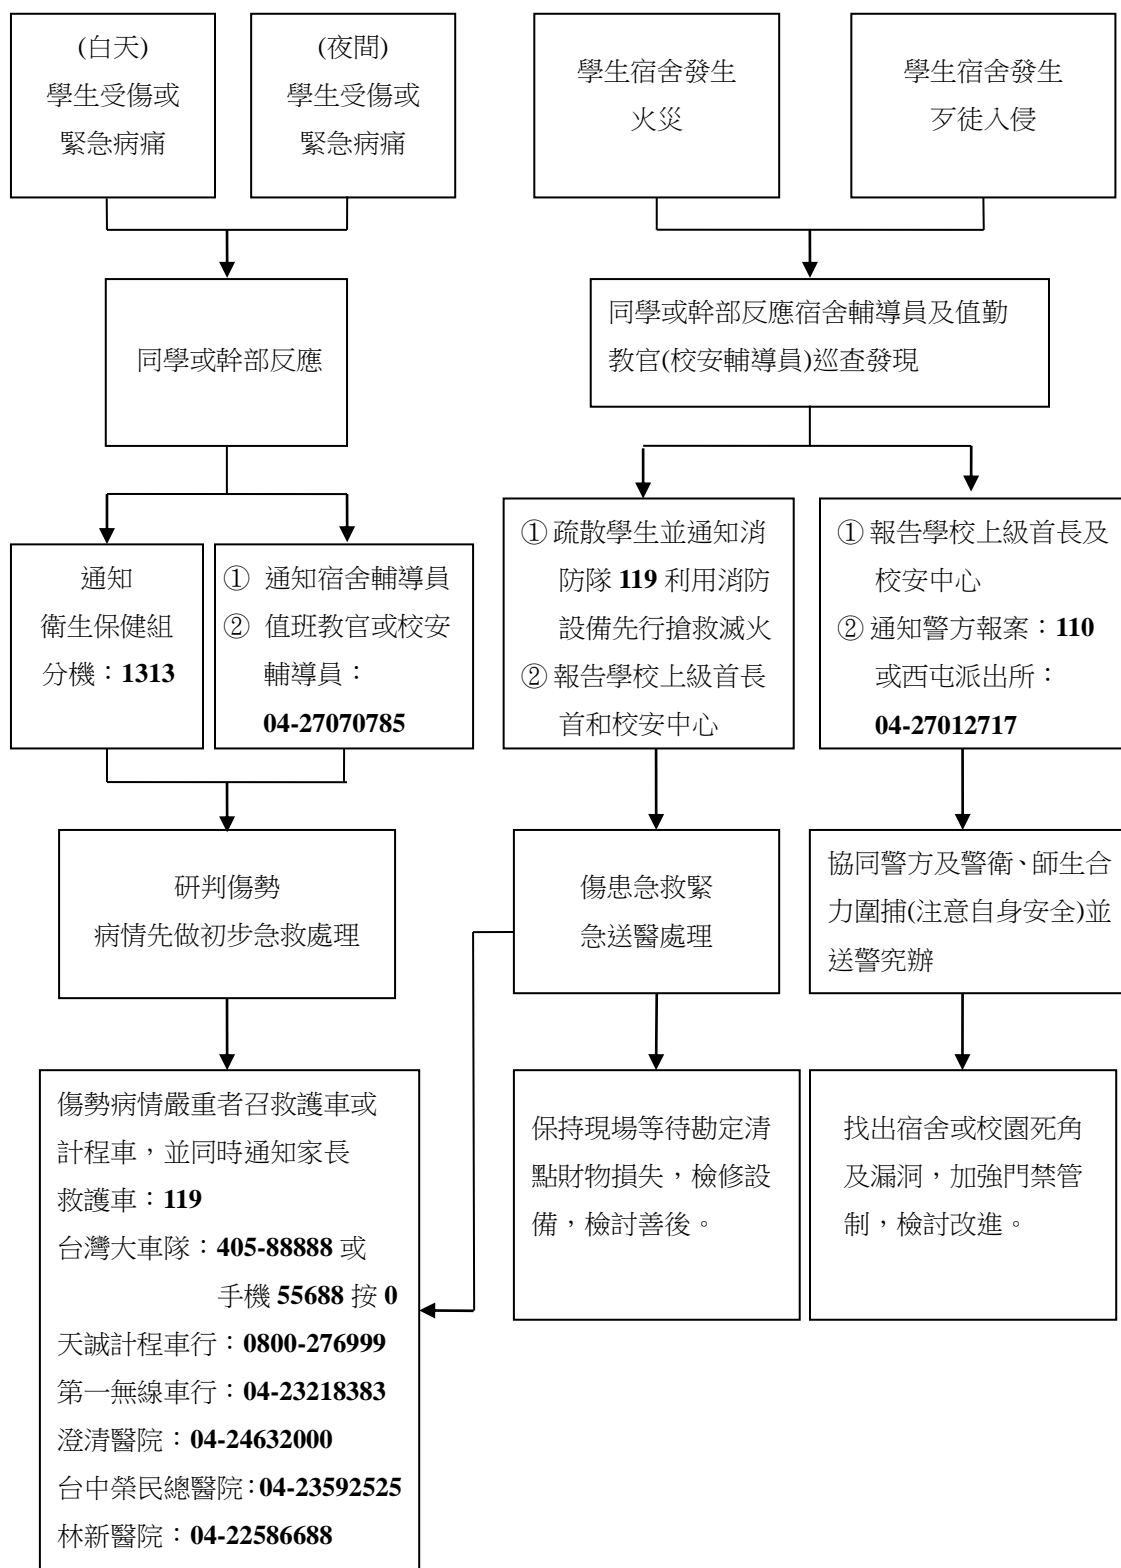 (白天)
學生受傷或
緊急病痛
(夜間)
學生受傷或
緊急病痛
學生宿舍發生
火災
學生宿舍發生
歹徒入侵
同學或幹部反應
同學或幹部反應宿舍輔導員及值勤
教官(校安輔導員)巡查發現
通知
衛生保健組
分機：1313
① 通知宿舍輔導員
② 值班教官或校安
輔導員：
04-27070785
① 疏散學生並通知消
防隊 119 利用消防
設備先行搶救滅火
② 報告學校上級首長
首和校安中心
① 報告學校上級首長及
校安中心
② 通知警方報案：110
或西屯派出所：
04-27012717
研判傷勢
病情先做初步急救處理
傷患急救緊
急送醫處理
協同警方及警衛、師生合
力圍捕(注意自身安全)並
送警究辦
傷勢病情嚴重者召救護車或
計程車，並同時通知家長
救護車：119
台灣大車隊：405-88888 或
手機 55688 按 0
天誠計程車行：0800-276999
第一無線車行：04-23218383
澄清醫院：04-24632000
台中榮民總醫院：04-23592525
林新醫院：04-22586688
保持現場等待勘定清
點財物損失，檢修設
備，檢討善後。
找出宿舍或校園死角
及漏洞，加強門禁管
制，檢討改進。